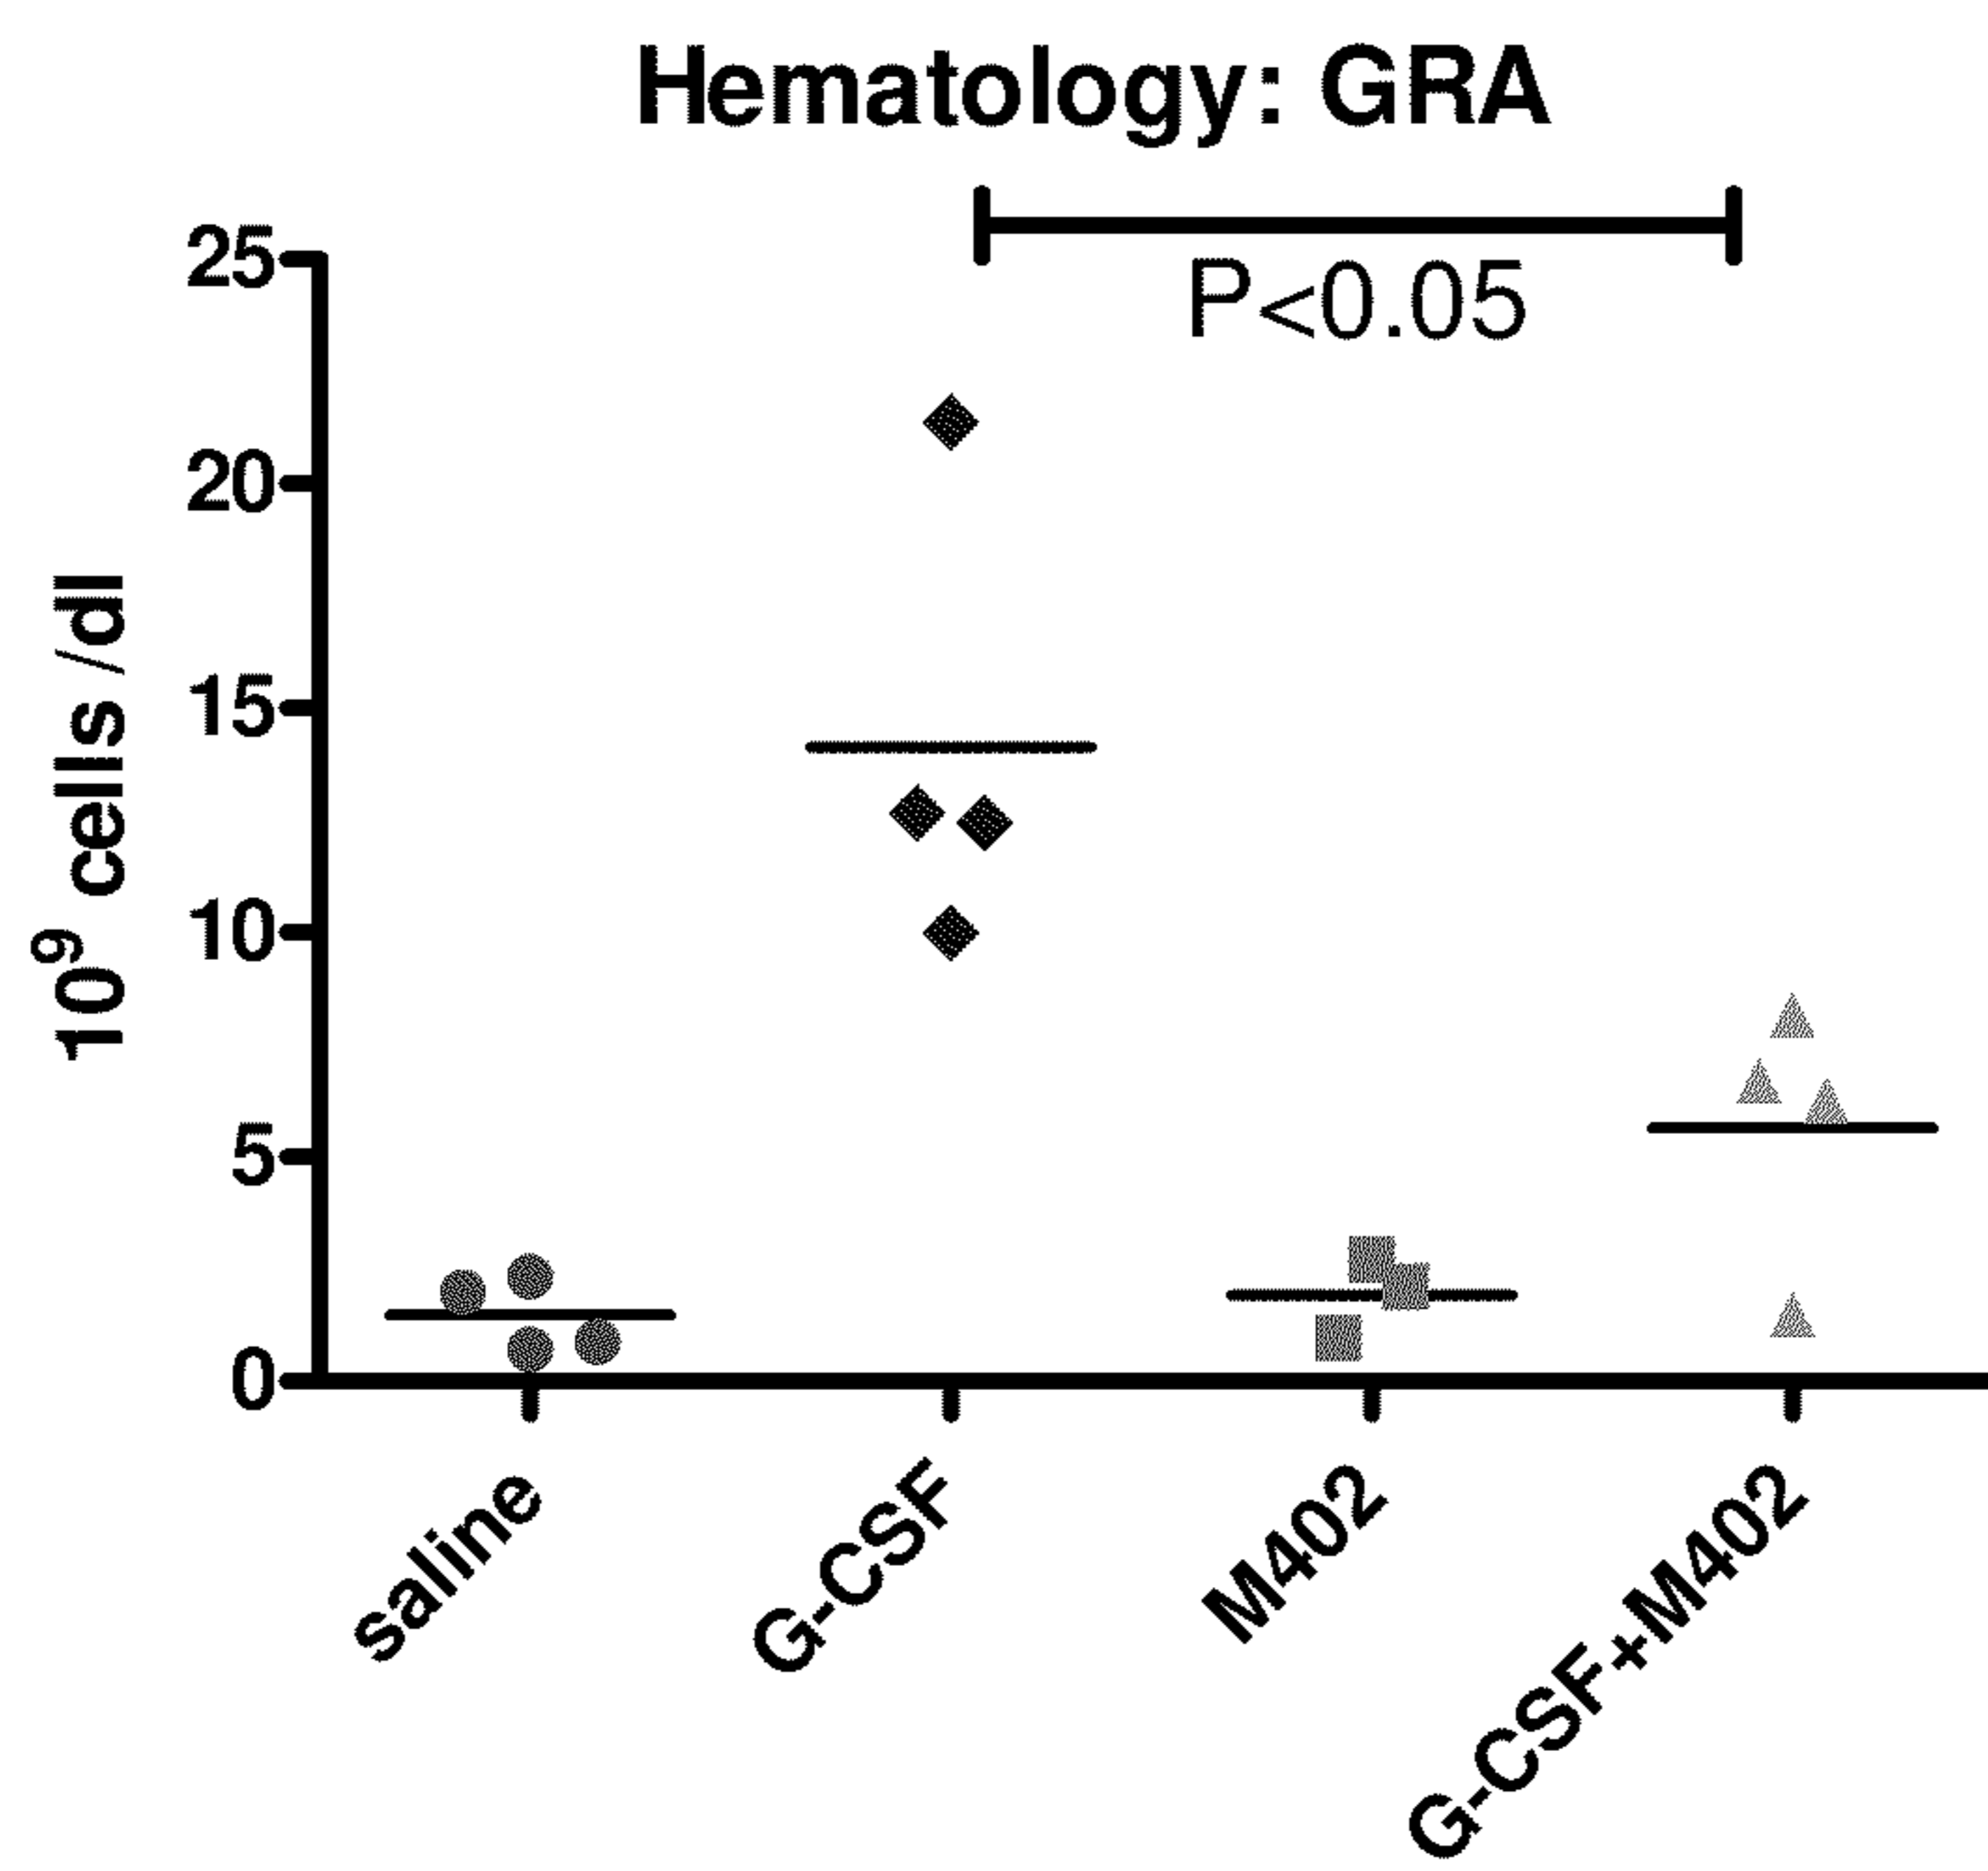 Hematology: GRA
P<0.05
25
20
15
10
5
0
10⁹ cells /dl
saline
G-CSF
M402
G-CSF+M402